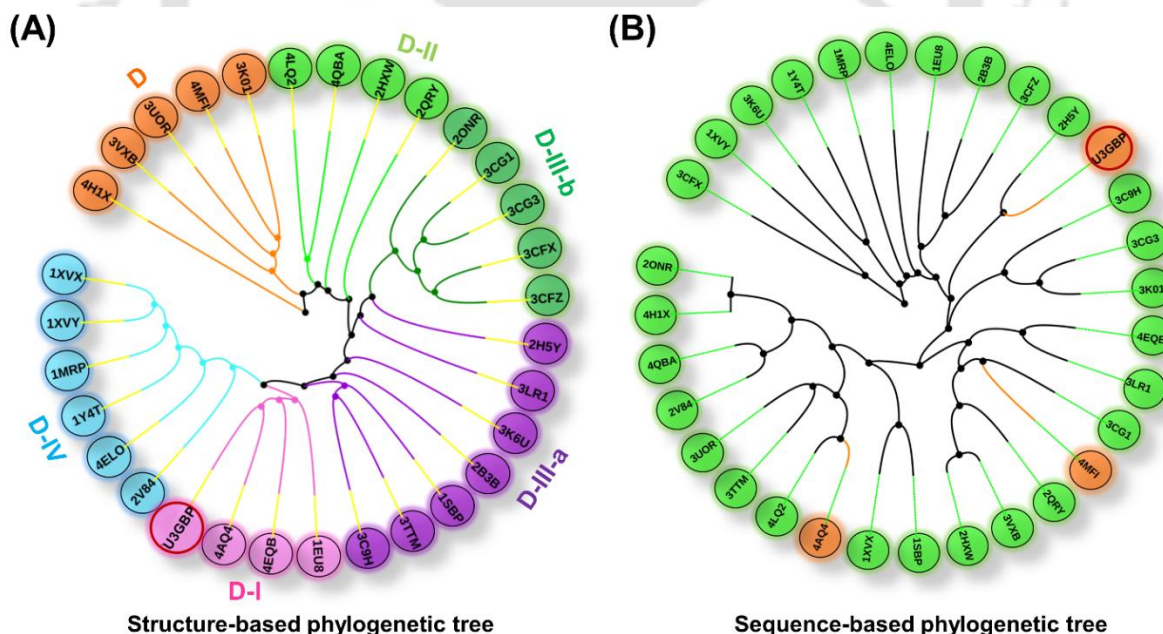 (A)
D
D-II
D-III-b
D-III-a
D-I
D-IV
4H1X
3VXB
3UOR
4MFI
3K01
4LQ2
4QBA
2HXW
2QRY
2ONR
3CG1
3CG3
3CFX
3CFZ
2H5Y
3LR1
3K6U
2B3B
1SBP
3TTM
3C9H
1EU8
4EQB
4AQ4
U3GBP
2V84
4ELO
1Y4T
1MRP
1XVY
1XVX
Structure-based phylogenetic tree
(B)
3CFX
1XVY
3K6U
1Y4T
1MRP
4ELO
1EU8
2B3B
3CFZ
2H5Y
U3GBP
3C9H
3CG3
3K01
4EQB
3LR1
3CG1
4MFI
2QRY
3VXB
2HXW
1SBP
1XVX
4AQ4
4LQ2
3TTM
3UOR
2V84
4QBA
4H1X
2ONR
Sequence-based phylogenetic tree